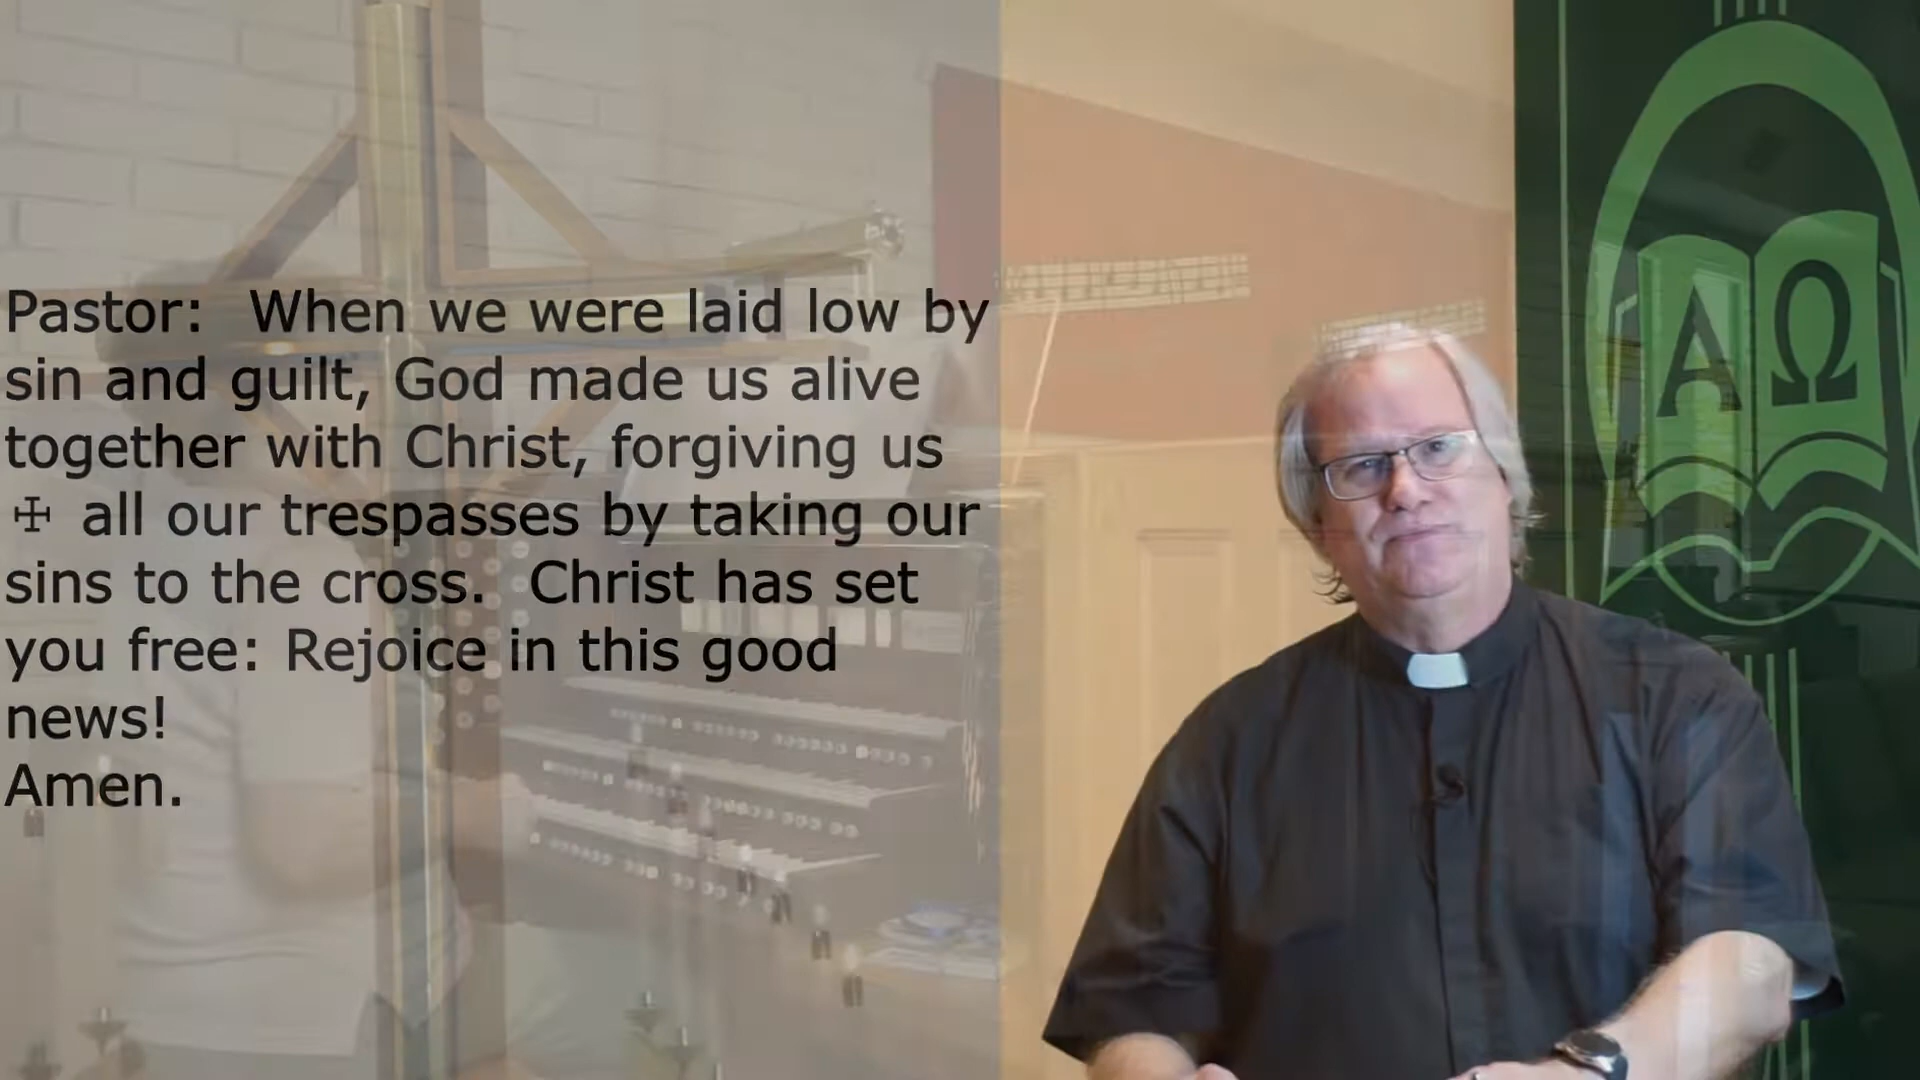 Pastor:  When we were laid low by
sin and guilt, God made us alive
together with Christ, forgiving us
☩ all our trespasses by taking our
sins to the cross.  Christ has set
you free: Rejoice in this good
news!
Amen.
Α Ω